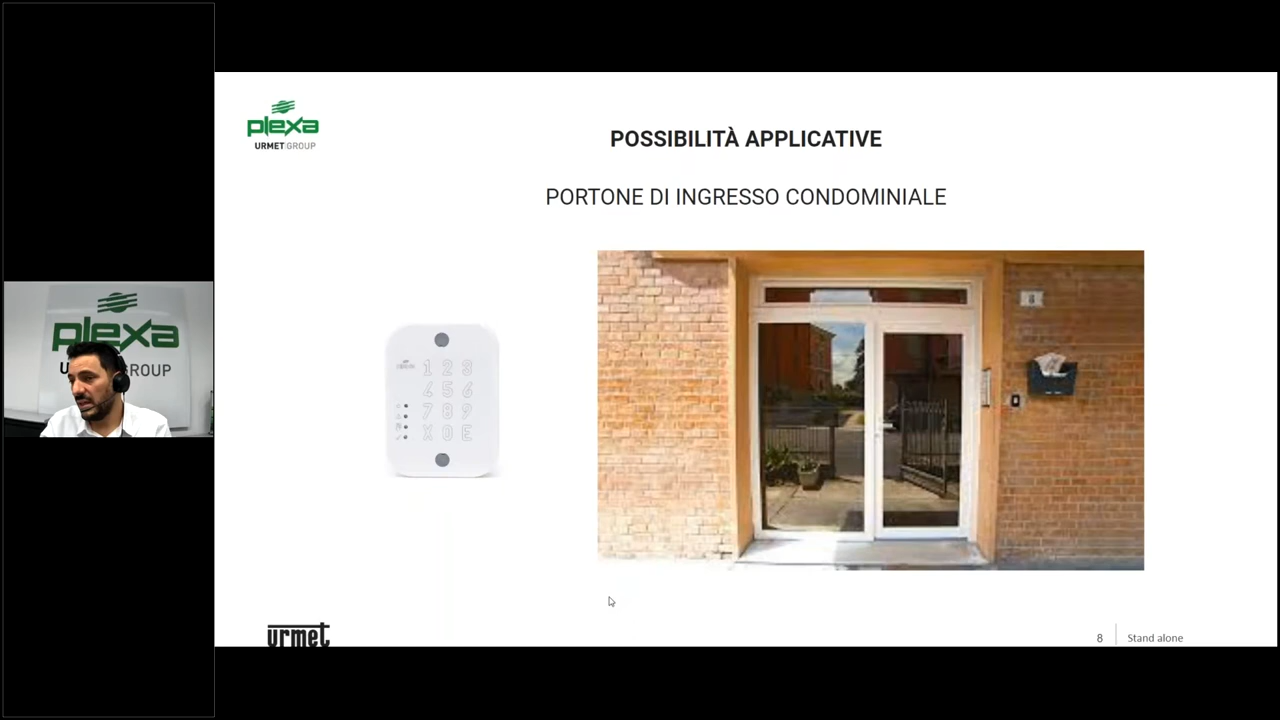 plexa
URMET GROUP
POSSIBILITÀ APPLICATIVE
PORTONE DI INGRESSO CONDOMINIALE
1 2 3
4 5 6
7 8 9
X 0 E
8
plexa
GROUP
urmet
8
Stand alone